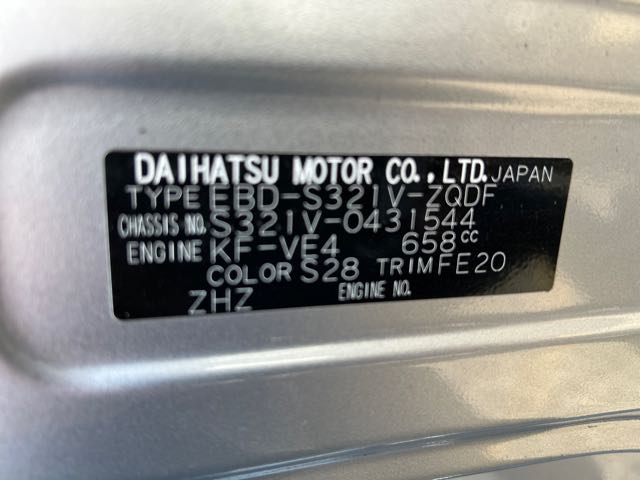 DAIHATSU MOTOR CO.,LTD. JAPAN
TYPE EBD-S321V-ZQDF
CHASSIS NO. S321V-0431544
ENGINE KF-VE4 658cc
COLOR S28 TRIM FE20
ZHZ ENGINE NO.